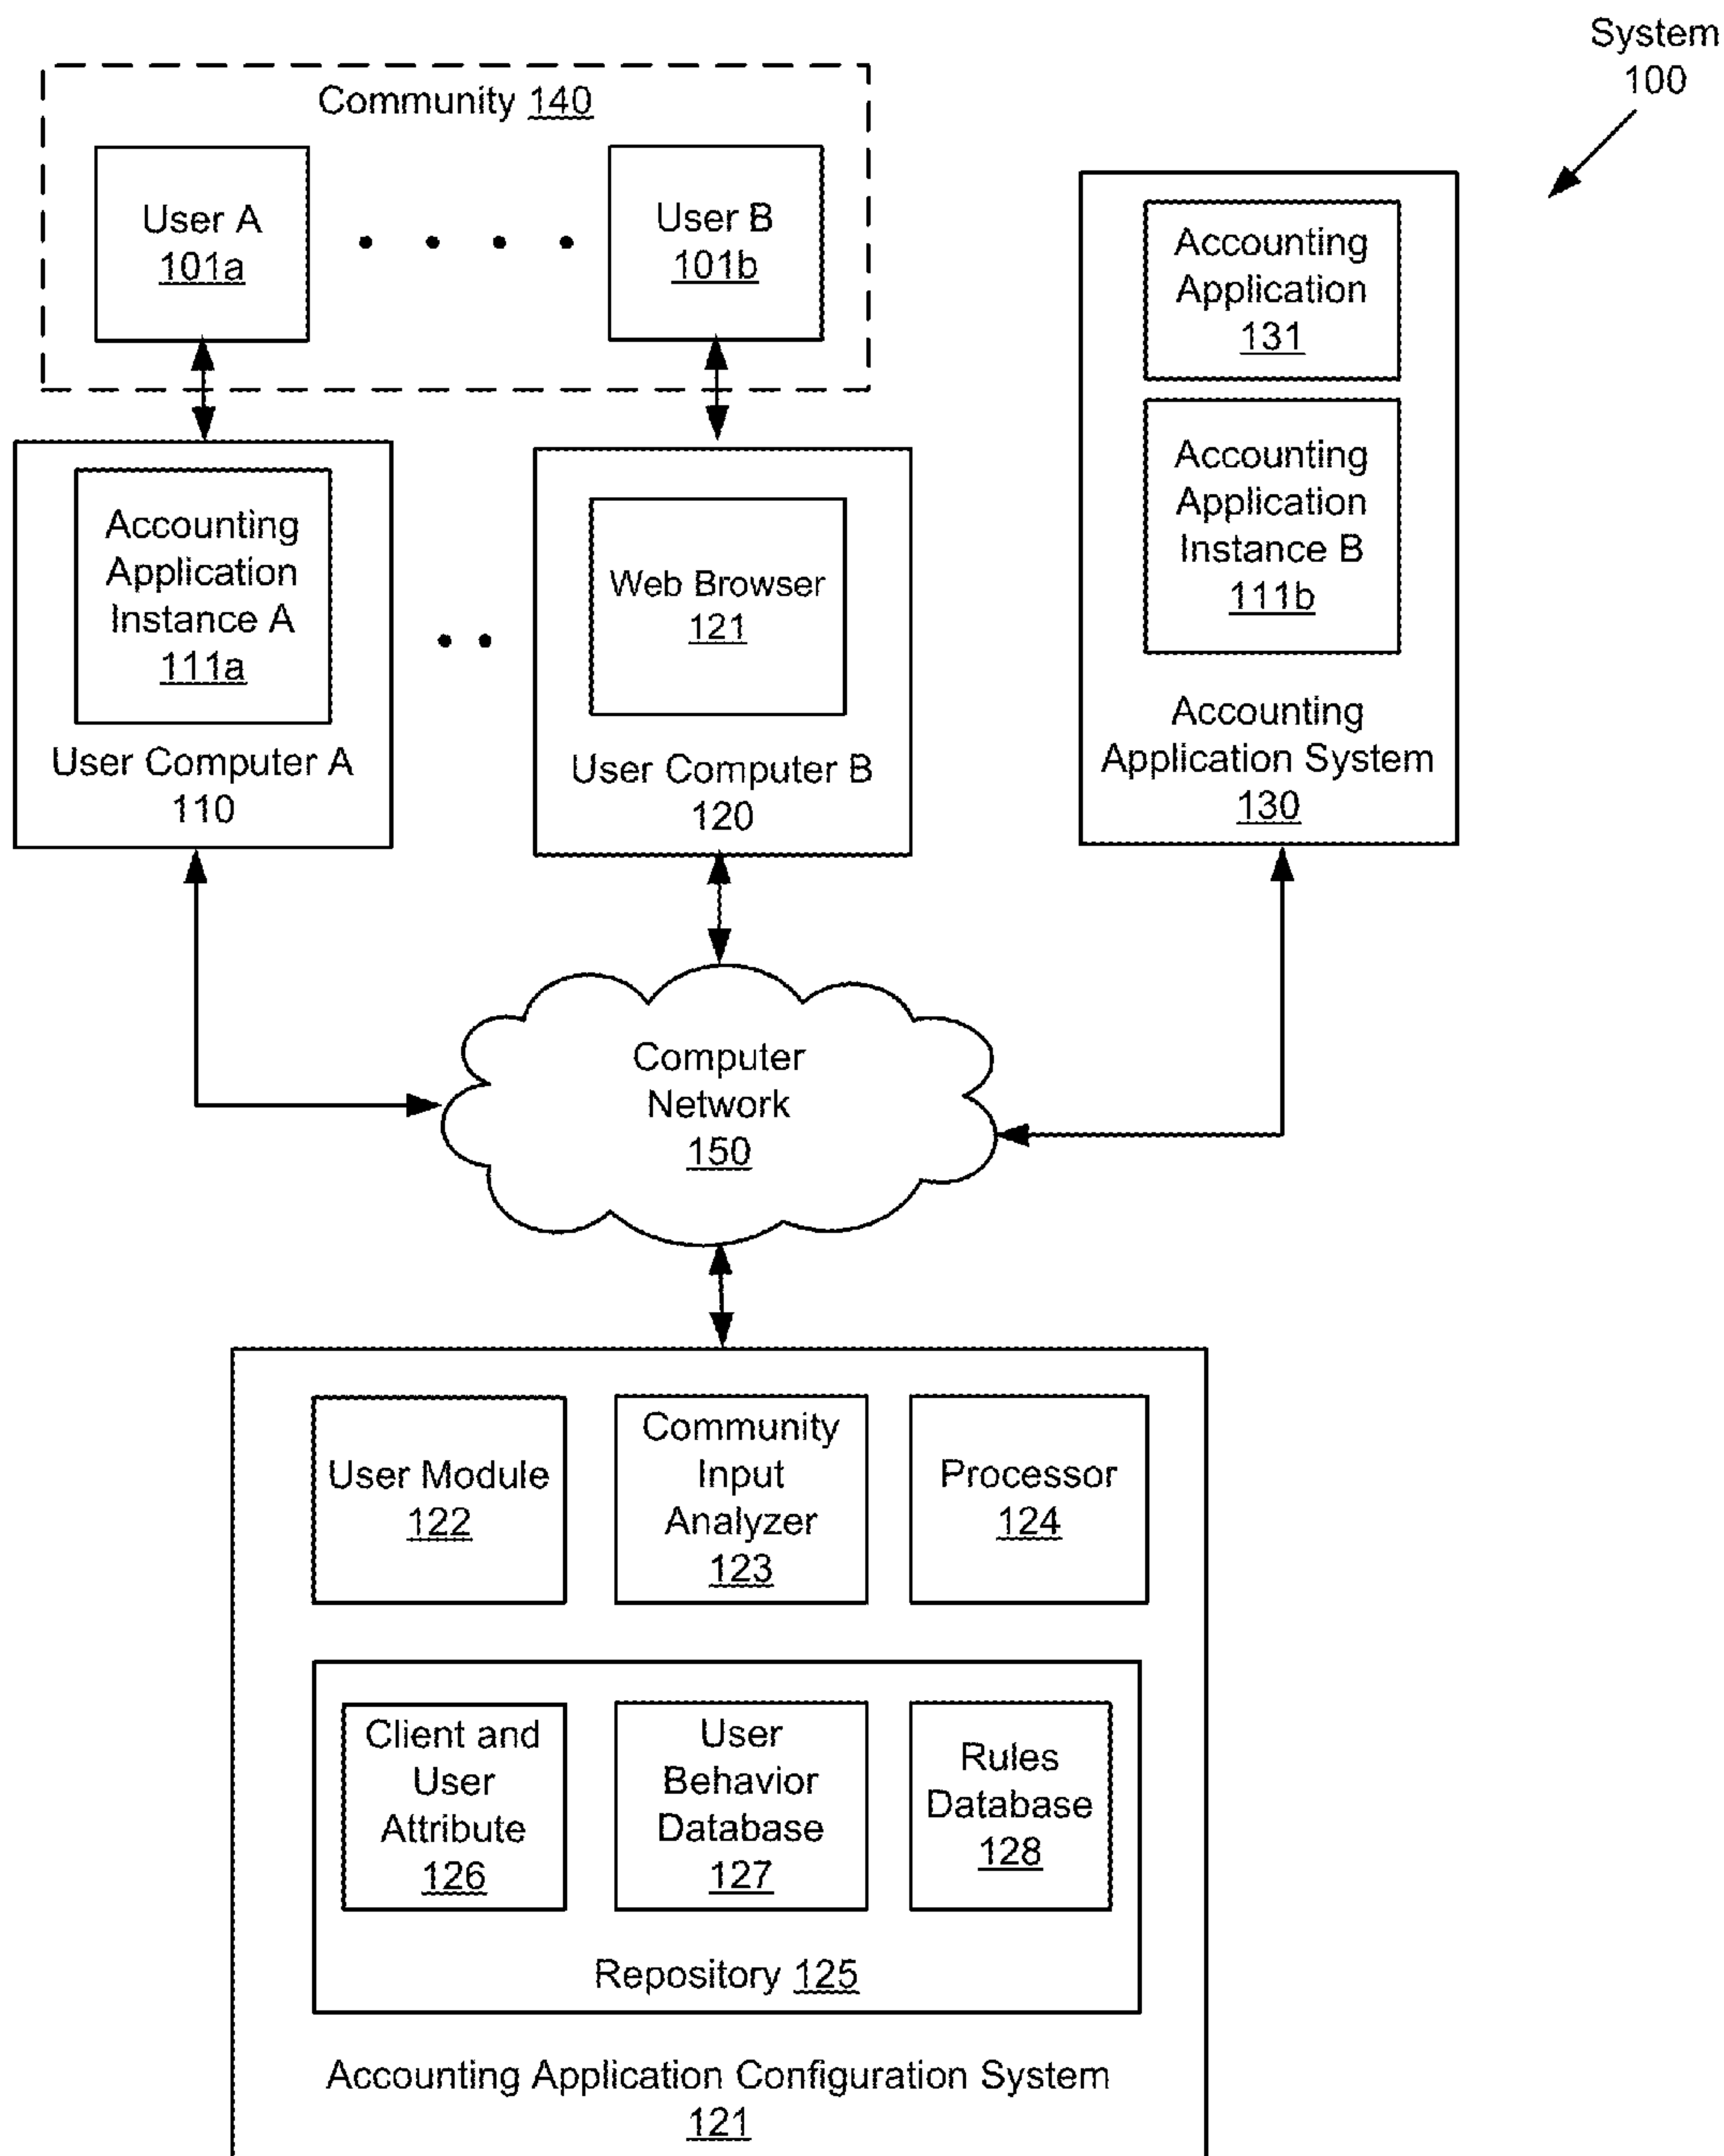 System
100
Community 140
User A
101a
User B
101b
Accounting
Application
131
Accounting
Application
Instance B
111b
Accounting
Application System
130
Accounting
Application
Instance A
111a
User Computer A
110
Web Browser
121
User Computer B
120
Computer
Network
150
User Module
122
Community
Input
Analyzer
123
Processor
124
Client and
User
Attribute
126
User
Behavior
Database
127
Rules
Database
128
Repository 125
Accounting Application Configuration System
121